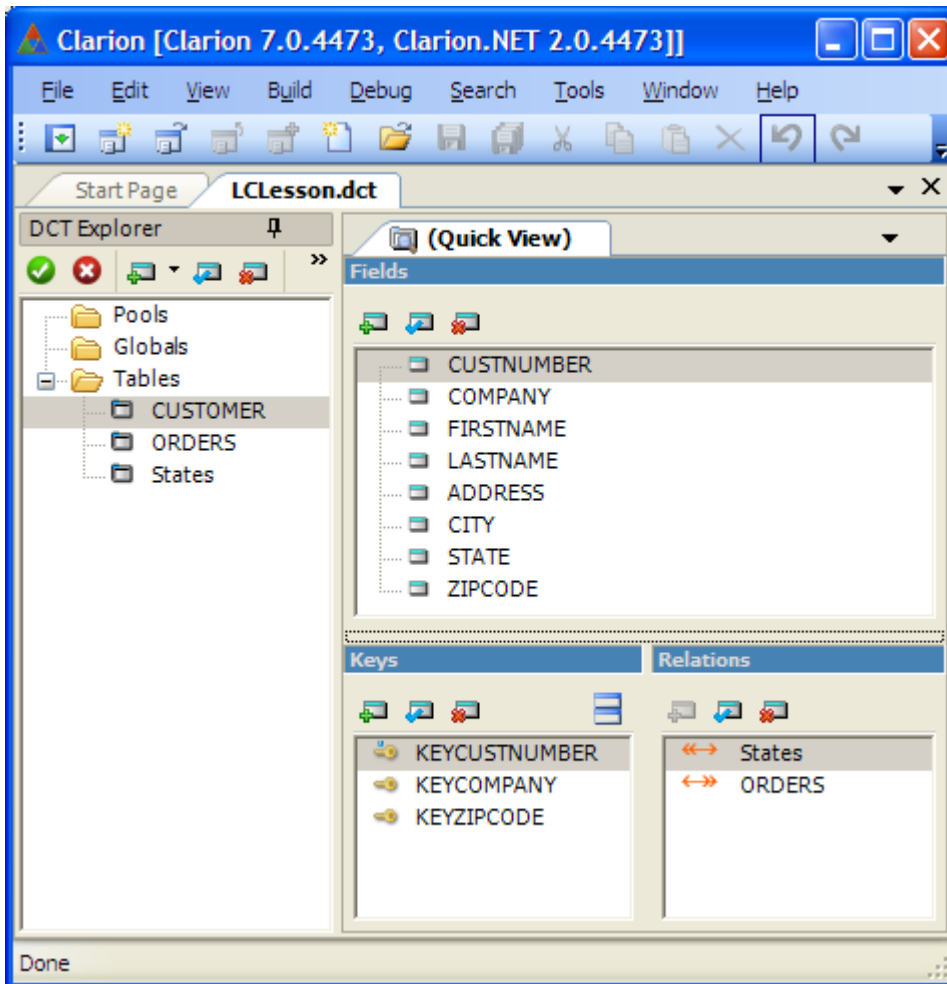 Clarion [Clarion 7.0.4473, Clarion.NET 2.0.4473]]
File Edit View Build Debug Search Tools Window Help
Start Page LCLesson.dct
DCT Explorer
(Quick View)
Fields
Pools
Globals
Tables
CUSTOMER
ORDERS
States
CUSTNUMBER
COMPANY
FIRSTNAME
LASTNAME
ADDRESS
CITY
STATE
ZIPCODE
Keys
KEYCUSTNUMBER
KEYCOMPANY
KEYZIPCODE
Relations
States
ORDERS
Done